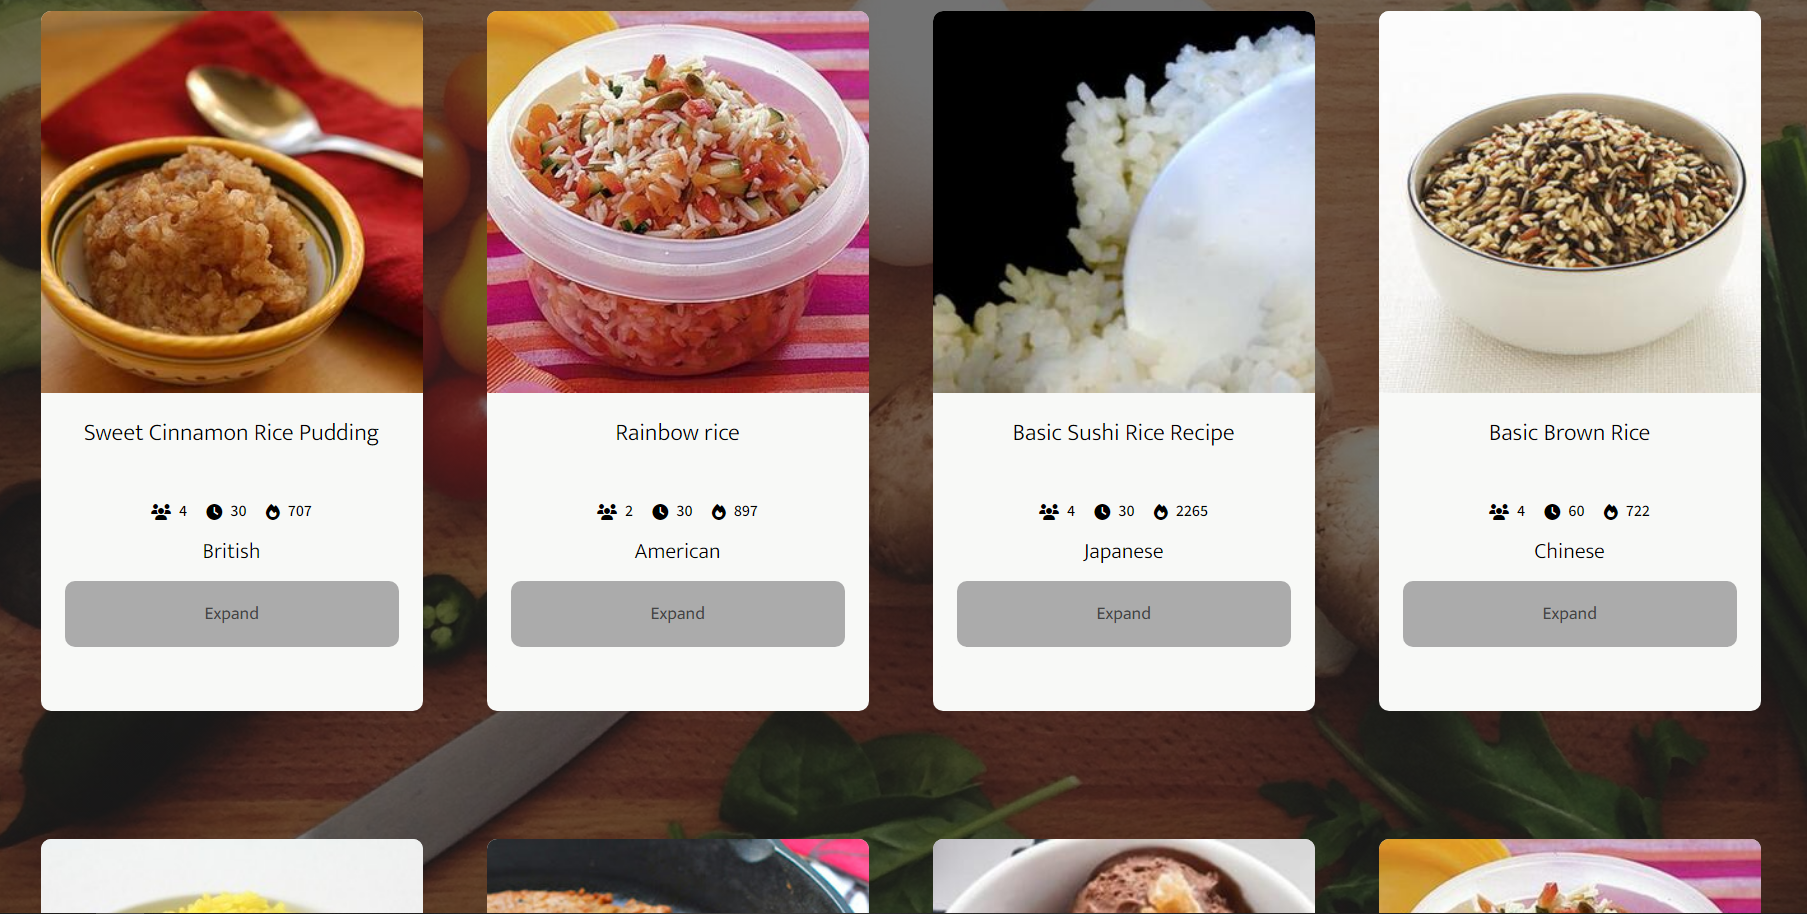 Sweet Cinnamon Rice Pudding
4 30 707
British
Expand
Rainbow rice
2 30 897
American
Expand
Basic Sushi Rice Recipe
4 30 2265
Japanese
Expand
Basic Brown Rice
4 60 722
Chinese
Expand